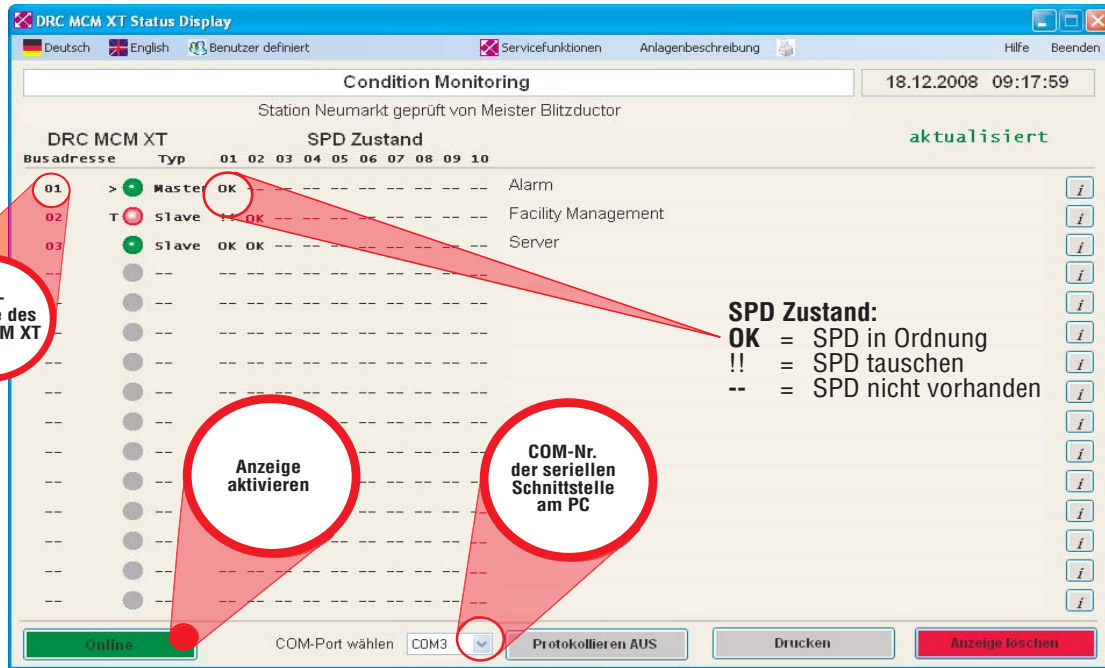 DRC MCM XT Status Display
Deutsch English Benutzer definiert Servicefunktionen Anlagenbeschreibung Hilfe Beenden
Condition Monitoring 18.12.2008 09:17:59
Station Neumarkt geprüft von Meister Blitzductor
DRC MCM XT SPD Zustand aktualisiert
Busadresse Typ 01 02 03 04 05 06 07 08 09 10
01 > Master OK -- -- -- -- -- -- -- -- -- Alarm i
02 T Slave !! OK -- -- -- -- -- -- -- -- Facility Management i
03 Slave OK OK -- -- -- -- -- -- -- -- Server i
-- -- -- -- -- -- -- -- -- -- -- -- i
-- -- -- -- -- -- -- -- -- -- -- -- i
-- -- -- -- -- -- -- -- -- -- -- -- i
-- -- -- -- -- -- -- -- -- -- -- -- i
-- -- -- -- -- -- -- -- -- -- -- -- i
-- -- -- -- -- -- -- -- -- i
-- -- -- -- -- -- i
-- -- -- -- -- -- i
-- -- -- -- -- -- i
-- -- -- -- -- -- i
-- -- -- -- -- -- -- -- i
-- -- -- -- -- -- -- -- -- i
des
M XT
SPD Zustand:
OK = SPD in Ordnung
!! = SPD tauschen
-- = SPD nicht vorhanden
Anzeige
aktivieren
COM-Nr.
der seriellen
Schnittstelle
am PC
Online COM-Port wählen COM3 Protokollieren AUS Drucken Anzeige löschen